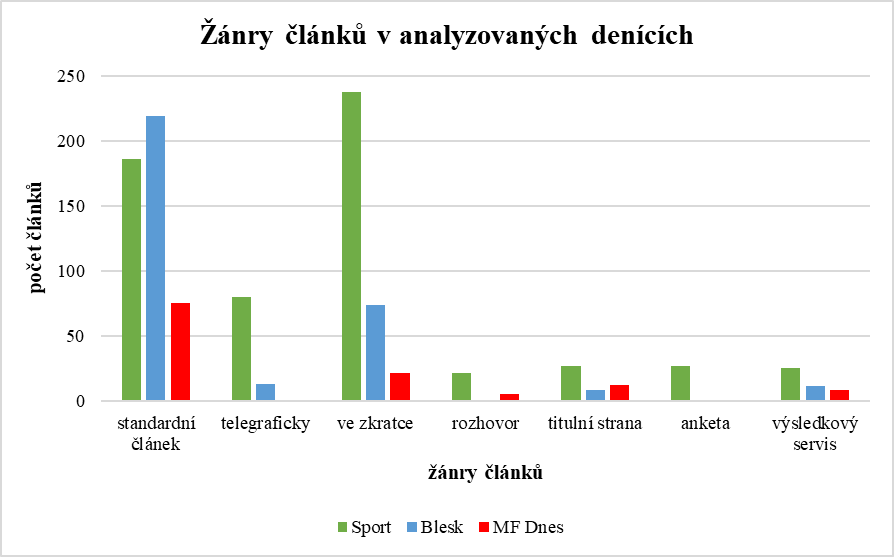 Žánry článků v analyzovaných denících
250
200
150
100
50
0
počet článků
standardní
článek
telegraficky
ve zkratce
rozhovor
titulní strana
anketa
výsledkový
servis
žánry článků
Sport
Blesk
MF Dnes